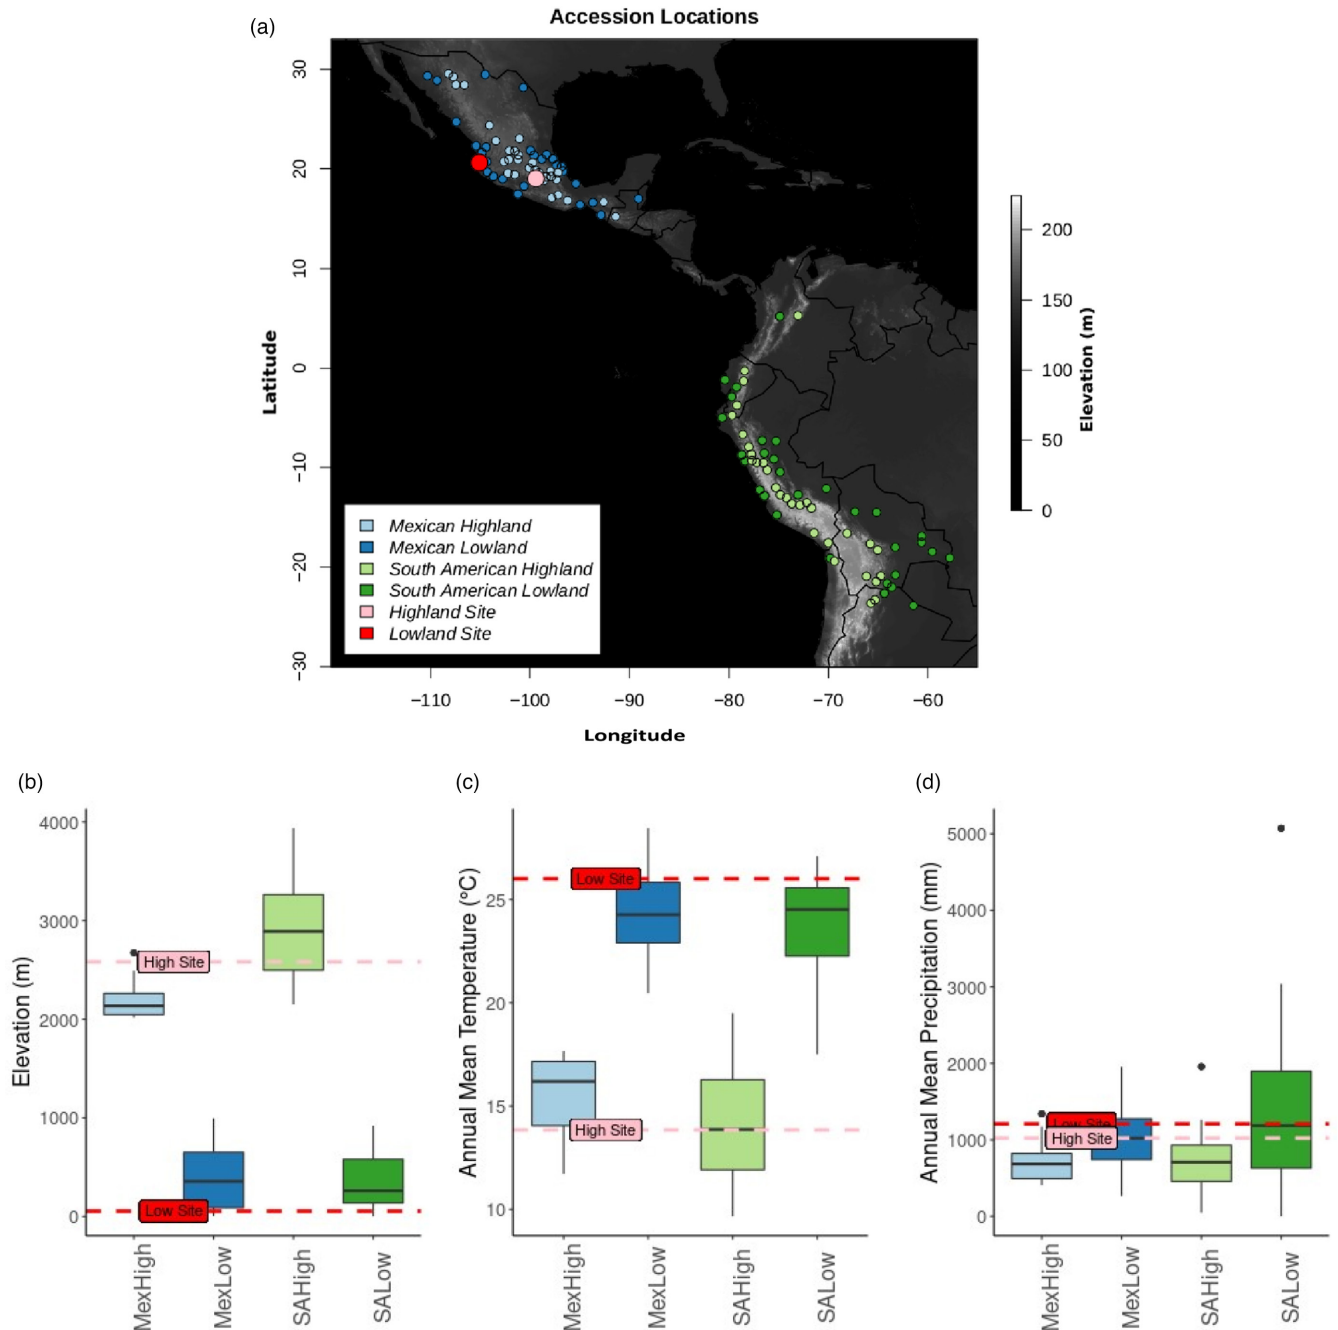 (a)
Accession Locations
30
20
10
0
−10
−20
−30
Latitude
−110
−100
−90
−80
−70
−60
Longitude
Mexican Highland
Mexican Lowland
South American Highland
South American Lowland
Highland Site
Lowland Site
200
150
100
50
0
Elevation (m)
(b)
4000
3000
2000
1000
0
Elevation (m)
High Site
Low Site
MexHigh
MexLow
SAHigh
SALow
(c)
25
20
15
10
Annual Mean Temperature (°C)
Low Site
High Site
MexHigh
MexLow
SAHigh
SALow
(d)
5000
4000
3000
2000
1000
0
Annual Mean Precipitation (mm)
Low Site
High Site
MexHigh
MexLow
SAHigh
SALow